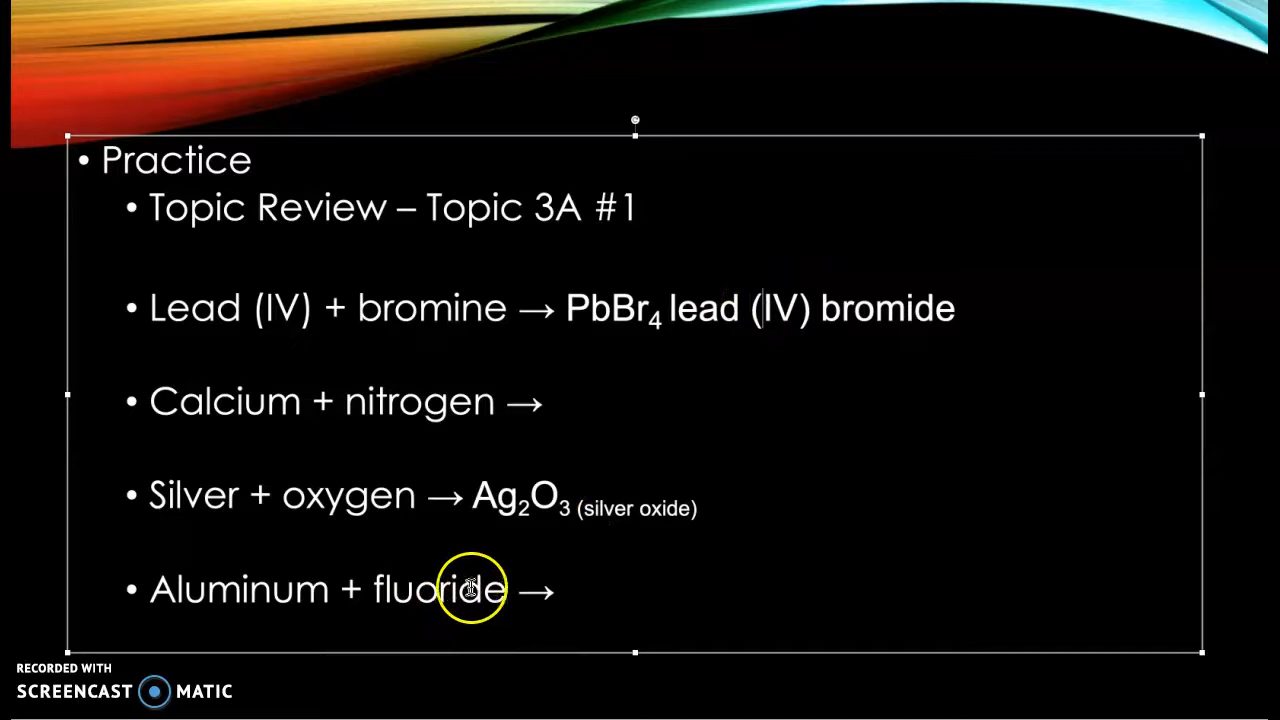 • Practice
• Topic Review – Topic 3A #1
• Lead (IV) + bromine → PbBr₄ lead (IV) bromide
• Calcium + nitrogen →
• Silver + oxygen → Ag₂O₃ (silver oxide)
• Aluminum + fluoride →
RECORDED WITH
SCREENCAST MATIC